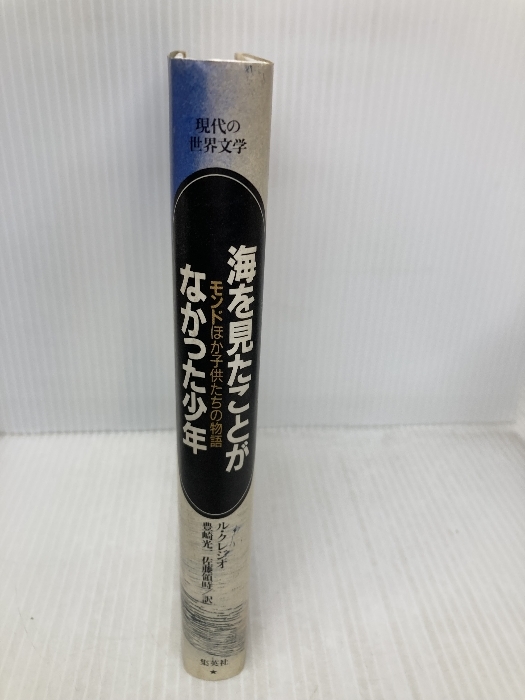 現代の
世界文学
海を見たことが
なかった少年
モンドほか子供たちの物語
ル・クレジオ
豊崎光一 佐藤領時/訳
集英社